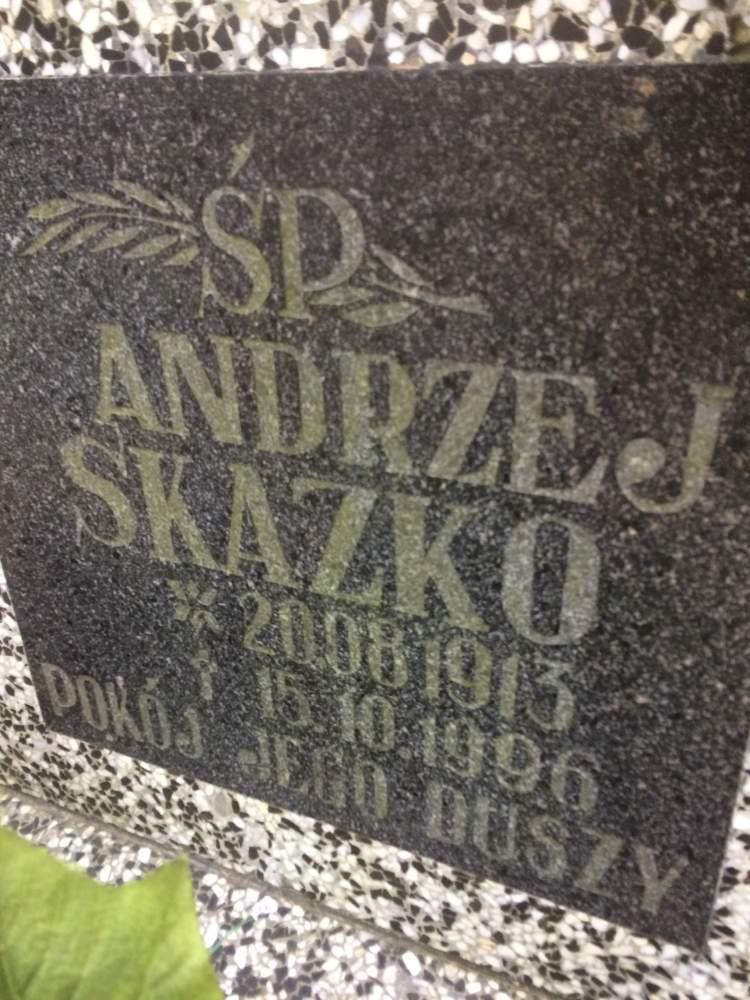 ŚP
ANDRZEJ
SKAZKO
* 20.08 1913
† 15.10.1996
POKÓJ JEGO DUSZY